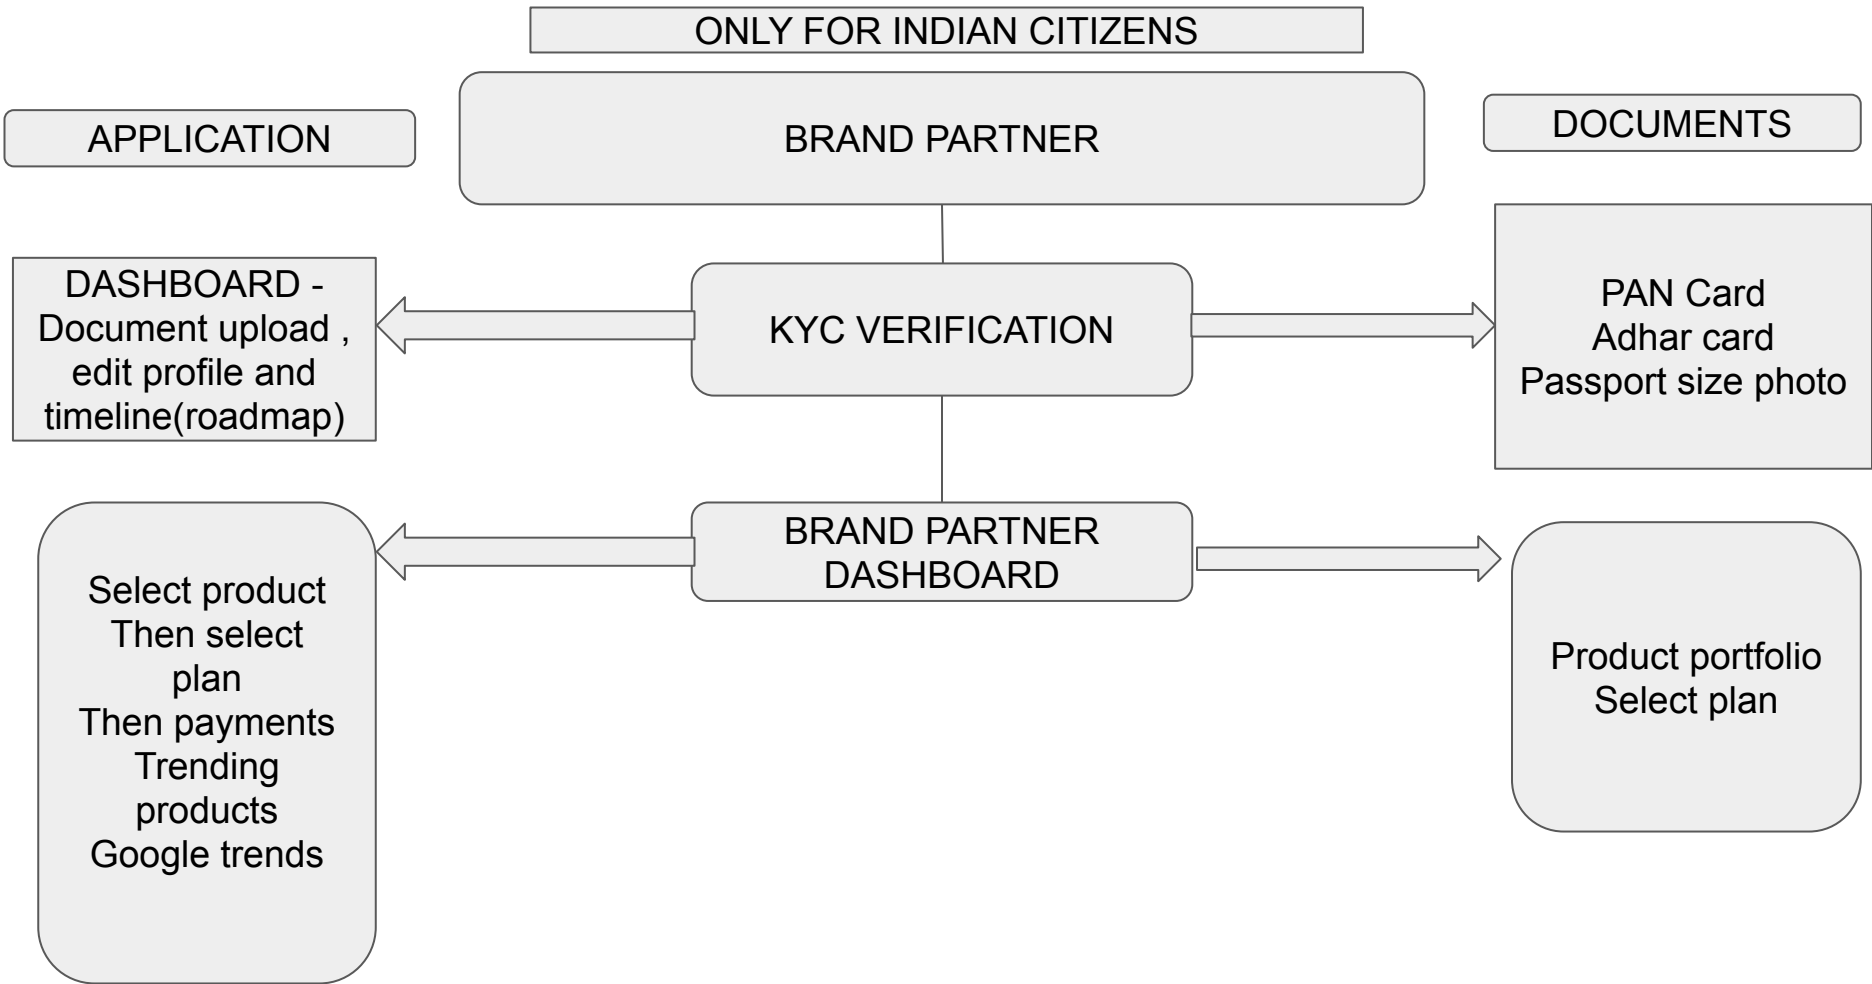 ONLY FOR INDIAN CITIZENS
APPLICATION
BRAND PARTNER
DOCUMENTS
DASHBOARD -
Document upload ,
edit profile and
timeline(roadmap)
KYC VERIFICATION
PAN Card
Adhar card
Passport size photo
Select product
Then select
plan
Then payments
Trending
products
Google trends
BRAND PARTNER
DASHBOARD
Product portfolio
Select plan